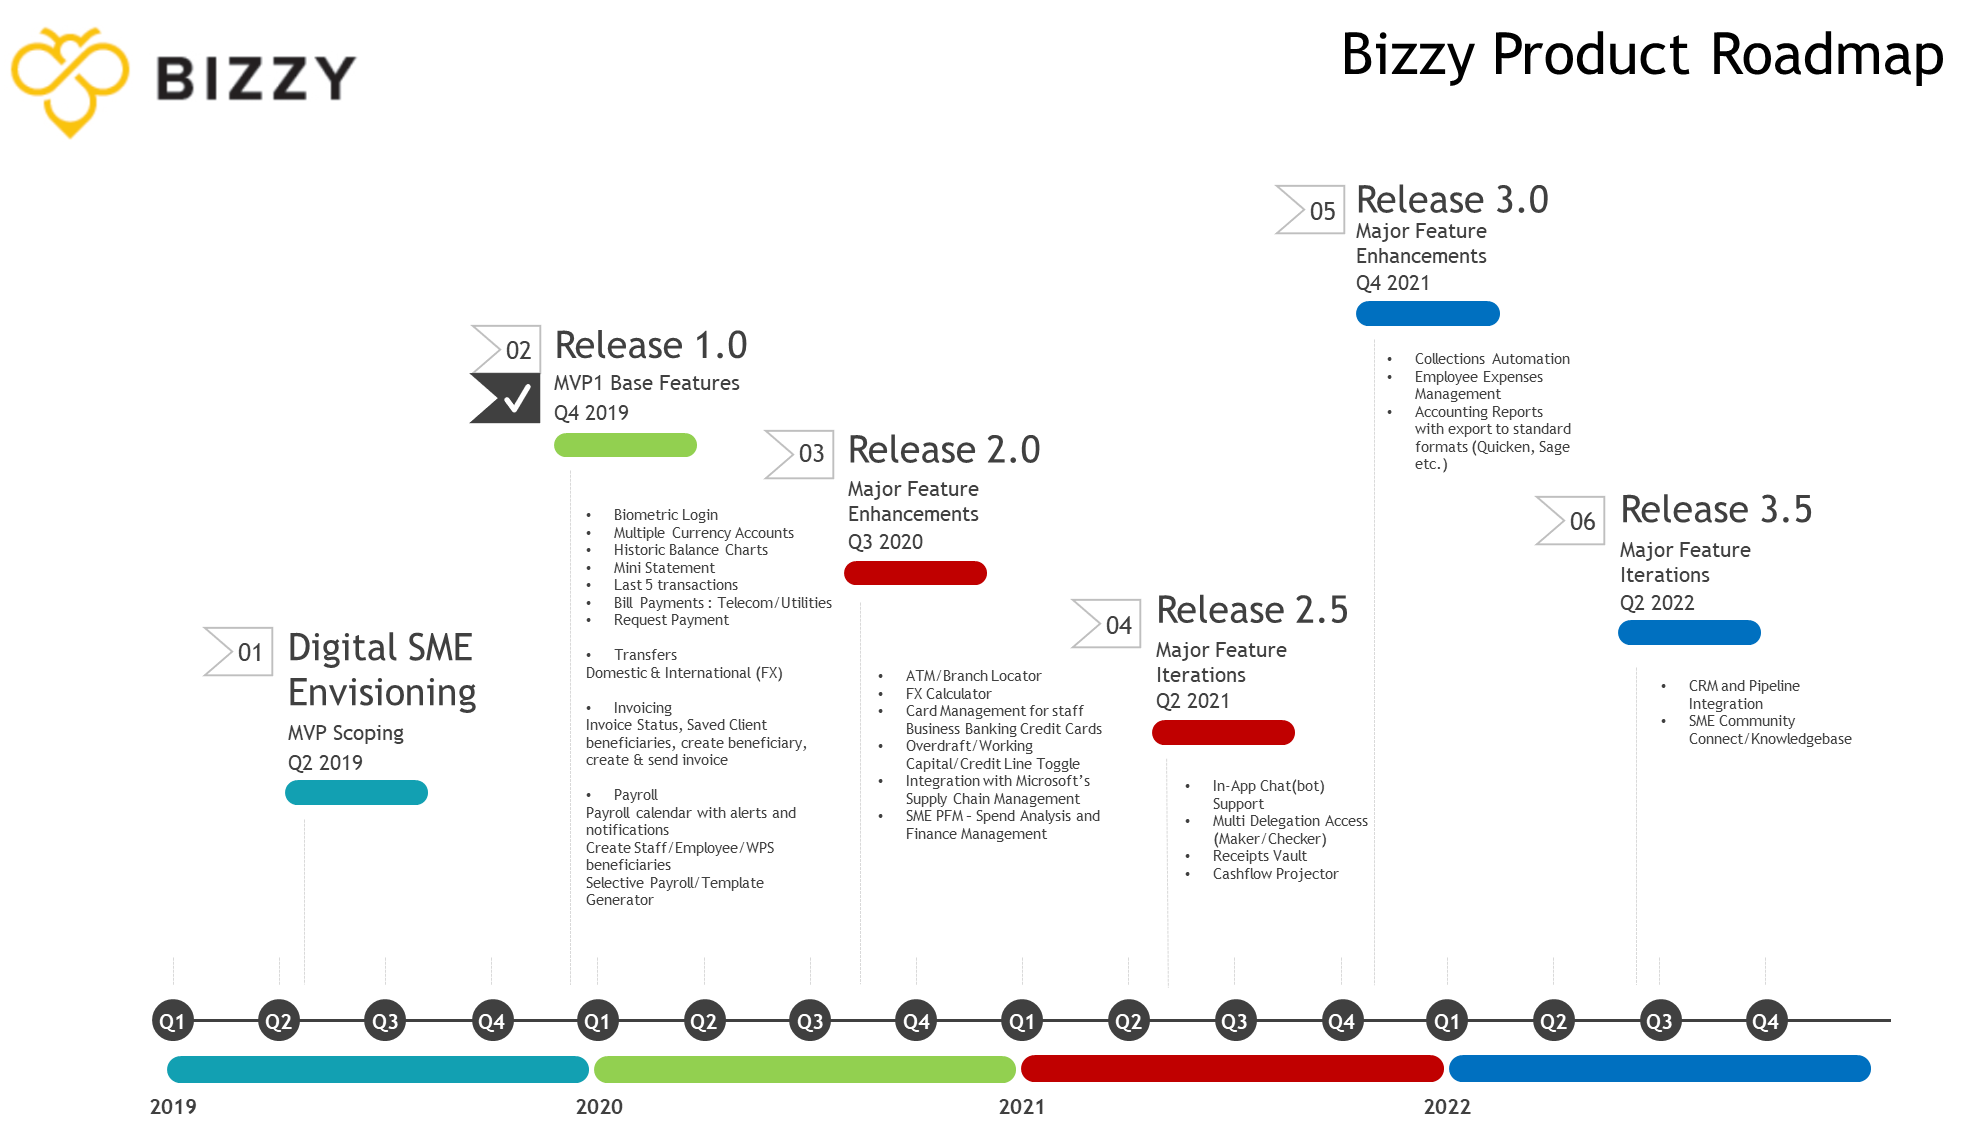 BIZZY
Bizzy Product Roadmap
01
Digital SME
Envisioning
MVP Scoping
Q2 2019
02
Release 1.0
MVP1 Base Features
Q4 2019
• Biometric Login
• Multiple Currency Accounts
• Historic Balance Charts
• Mini Statement
• Last 5 transactions
• Bill Payments : Telecom/Utilities
• Request Payment
• Transfers
Domestic & International (FX)
• Invoicing
Invoice Status, Saved Client
beneficiaries, create beneficiary,
create & send invoice
• Payroll
Payroll calendar with alerts and
notifications
Create Staff/Employee/WPS
beneficiaries
Selective Payroll/Template
Generator
03
Release 2.0
Major Feature
Enhancements
Q3 2020
• ATM/Branch Locator
• FX Calculator
• Card Management for staff
Business Banking Credit Cards
• Overdraft/Working
Capital/Credit Line Toggle
• Integration with Microsoft’s
Supply Chain Management
• SME PFM – Spend Analysis and
Finance Management
04
Release 2.5
Major Feature
Iterations
Q2 2021
• In-App Chat(bot)
Support
• Multi Delegation Access
(Maker/Checker)
• Receipts Vault
• Cashflow Projector
05
Release 3.0
Major Feature
Enhancements
Q4 2021
• Collections Automation
• Employee Expenses
Management
• Accounting Reports
with export to standard
formats (Quicken, Sage
etc.)
06
Release 3.5
Major Feature
Iterations
Q2 2022
• CRM and Pipeline
Integration
• SME Community
Connect/Knowledgebase
Q1 Q2 Q3 Q4 Q1 Q2 Q3 Q4 Q1 Q2 Q3 Q4 Q1 Q2 Q3 Q4
2019 2020 2021 2022